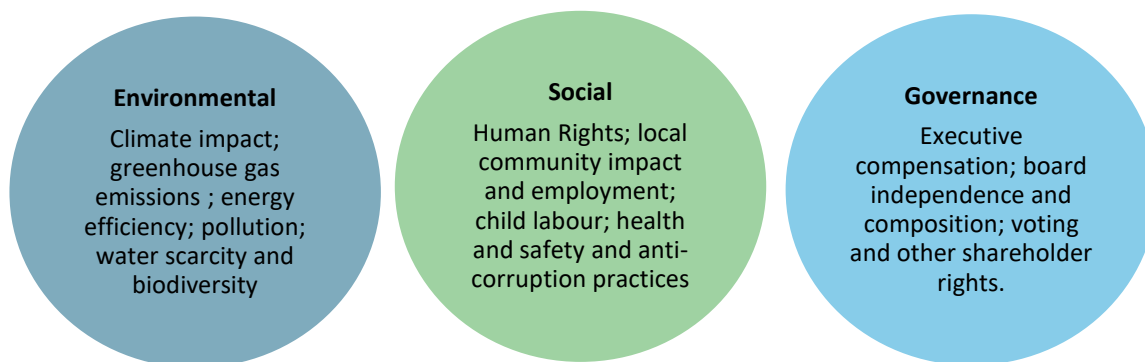 Environmental
Climate impact;
greenhouse gas
emissions ; energy
efficiency; pollution;
water scarcity and
biodiversity
Social
Human Rights; local
community impact
and employment;
child labour; health
and safety and anti-
corruption practices
Governance
Executive
compensation; board
independence and
composition; voting
and other shareholder
rights.